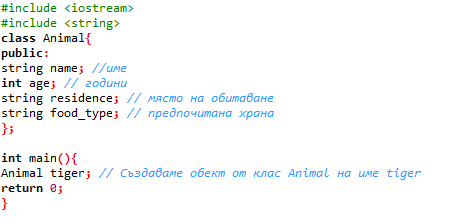 #include <iostream>
#include <string>
class Animal{
public:
string name; //име
int age; // години
string residence; // място на обитаване
string food_type; // предпочитана храна
};
int main(){
Animal tiger; // Създаваме обект от клас Animal на име tiger
return 0;
}